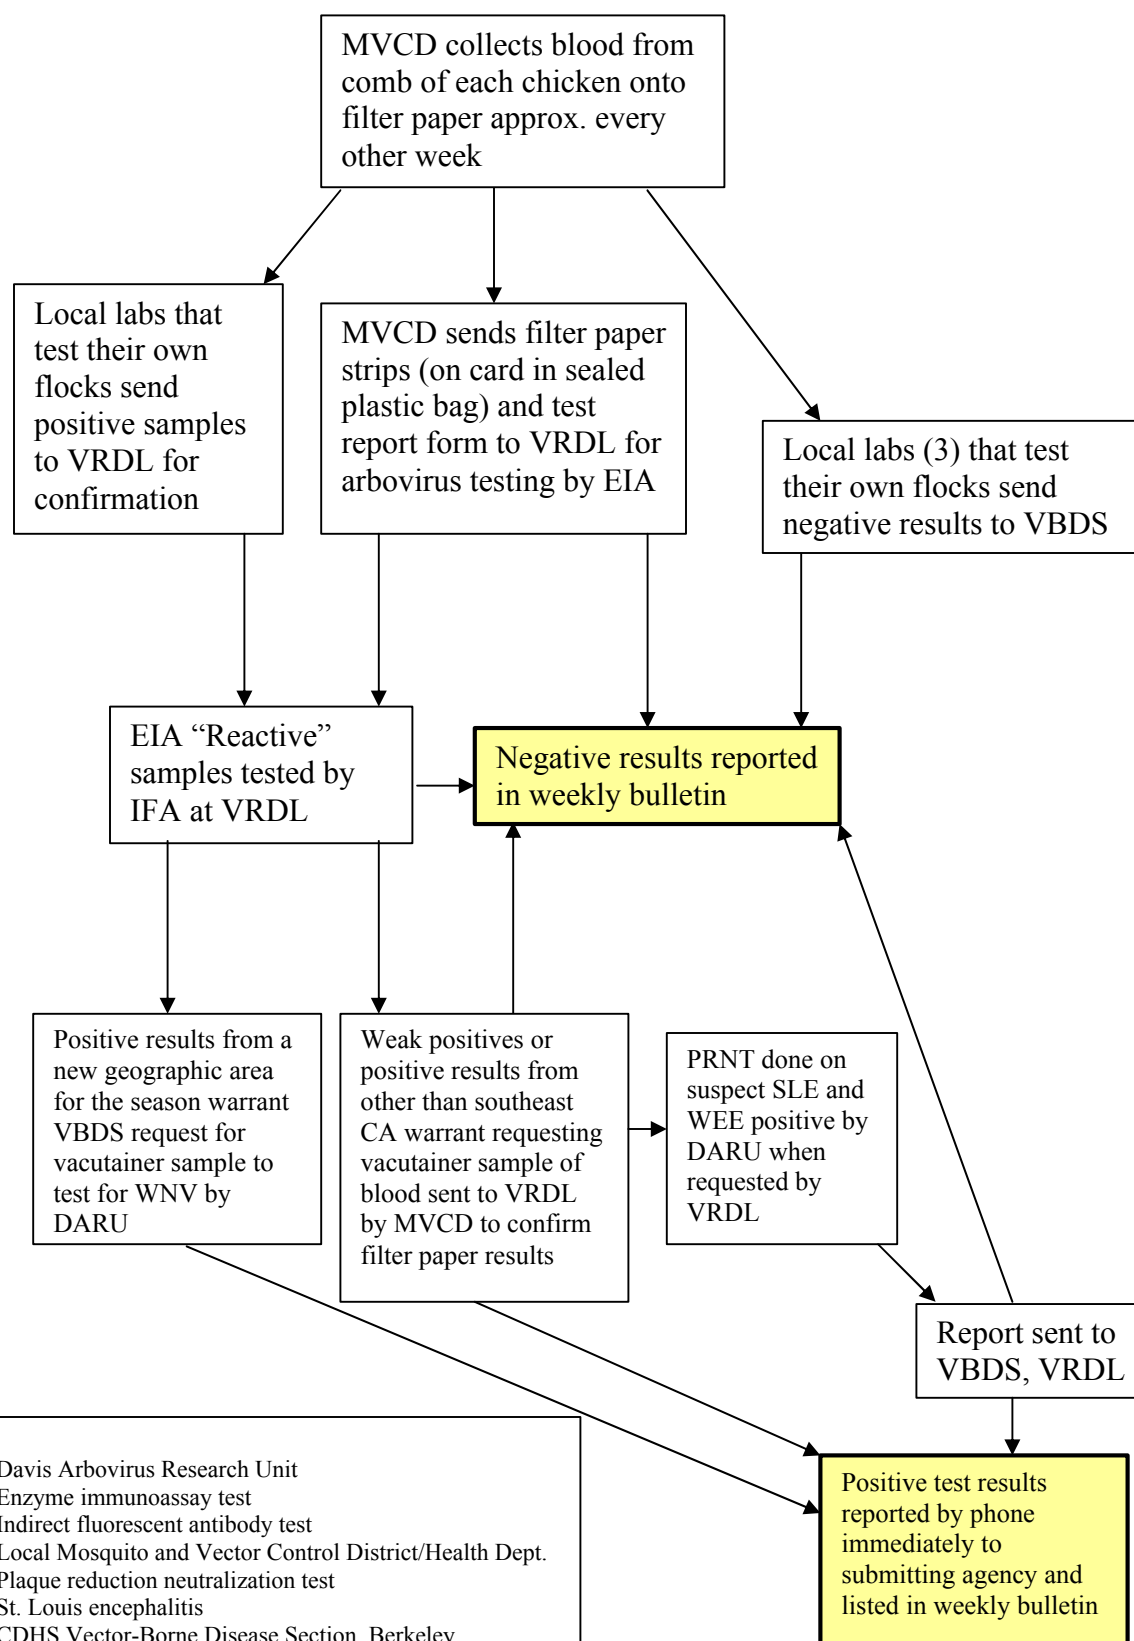 MVCD collects blood from
comb of each chicken onto
filter paper approx. every
other week
Local labs that
test their own
flocks send
positive samples
to VRDL for
confirmation
MVCD sends filter paper
strips (on card in sealed
plastic bag) and test
report form to VRDL for
arbovirus testing by EIA
Local labs (3) that test
their own flocks send
negative results to VBDS
EIA “Reactive”
samples tested by
IFA at VRDL
Negative results reported
in weekly bulletin
Positive results from a
new geographic area
for the season warrant
VBDS request for
vacutainer sample to
test for WNV by
DARU
Weak positives or
positive results from
other than southeast
CA warrant requesting
vacutainer sample of
blood sent to VRDL
by MVCD to confirm
filter paper results
PRNT done on
suspect SLE and
WEE positive by
DARU when
requested by
VRDL
Report sent to
VBDS, VRDL
Davis Arbovirus Research Unit
Enzyme immunoassay test
Indirect fluorescent antibody test
Local Mosquito and Vector Control District/Health Dept.
Plaque reduction neutralization test
St. Louis encephalitis
CDHS Vector-Borne Disease Section, Berkeley
Positive test results
reported by phone
immediately to
submitting agency and
listed in weekly bulletin